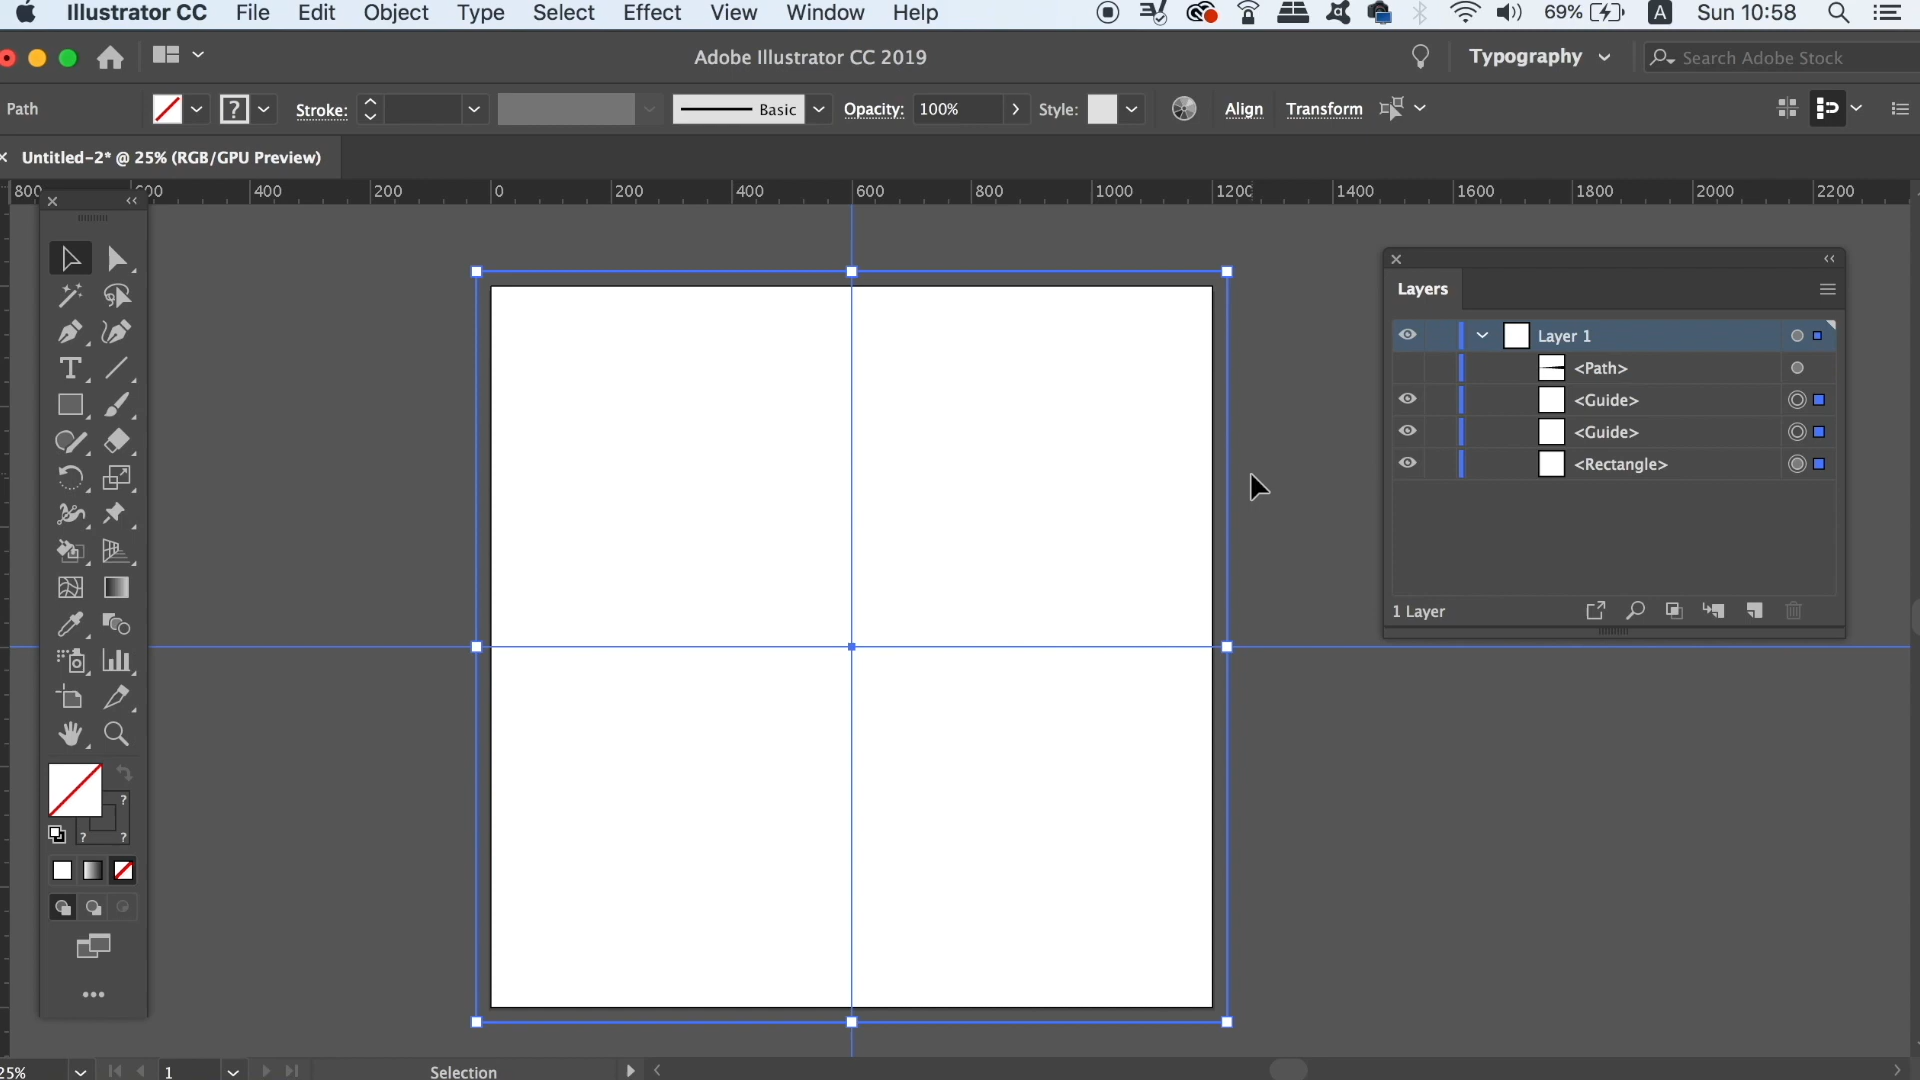 Illustrator CC File Edit Object Type Select Effect View Window Help 69% A Sun 10:58
Adobe Illustrator CC 2019 Typography Search Adobe Stock
Path ? Stroke: Basic Opacity: 100% Style: Align Transform
Untitled-2* @ 25% (RGB/GPU Preview)
400 200 0 200 400 600 800 1000 1200 1400 1600 1800 2000 2200
Layers
Layer 1
<Path>
<Guide>
<Guide>
<Rectangle>
1 Layer
T
?
? ?
1 Selection